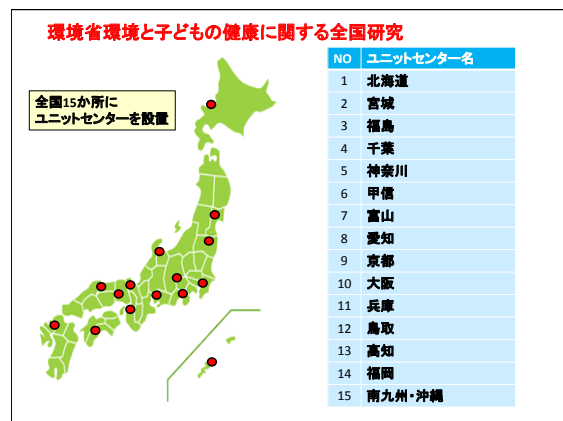 環境省環境と子どもの健康に関する全国研究
全国15か所に
ユニットセンターを設置
NO ユニットセンター名
1 北海道
2 宮城
3 福島
4 千葉
5 神奈川
6 甲信
7 富山
8 愛知
9 京都
10 大阪
11 兵庫
12 鳥取
13 高知
14 福岡
15 南九州・沖縄